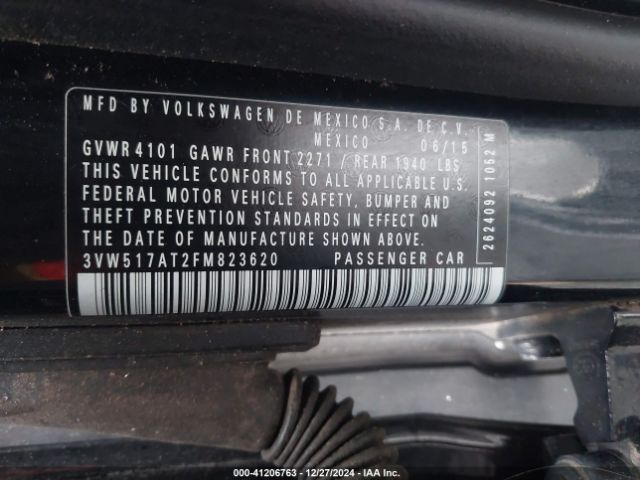 MFD BY VOLKSWAGEN DE MEXICO S.A. DE C.V.
MEXICO 06/15
GVWR 4101 GAWR FRONT 2271 / REAR 1940 LBS
THIS VEHICLE CONFORMS TO ALL APPLICABLE U.S.
FEDERAL MOTOR VEHICLE SAFETY, BUMPER AND
THEFT PREVENTION STANDARDS IN EFFECT ON
THE DATE OF MANUFACTURE SHOWN ABOVE.
3VW517AT2FM823620 PASSENGER CAR
2624092 1052 M
000-41206763 - 12/27/2024 - IAA Inc.